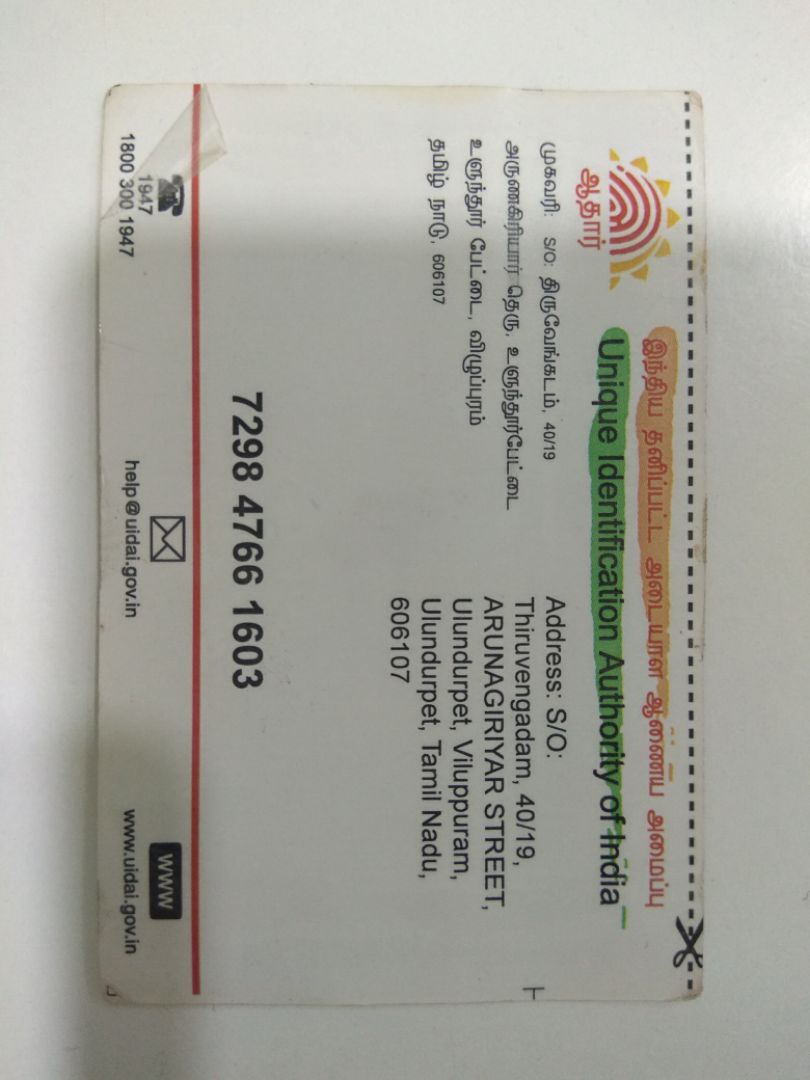 இந்திய தனிப்பட்ட அடையாள ஆணைய அமைப்பு
Unique Identification Authority of India
ஆதார்
முகவரி: S/O: திருவேங்கடம், 40/19
அருணகிரியார் தெரு, உளுந்தூர்பேட்டை
உளுந்தூர் பேட்டை, விழுப்புரம்
தமிழ் நாடு, 606107
Address: S/O:
Thiruvengadam, 40/19,
ARUNAGIRIYAR STREET,
Ulundurpet, Viluppuram,
Ulundurpet, Tamil Nadu,
606107
7298 4766 1603
1947
1800 300 1947
help@uidai.gov.in
WWW
www.uidai.gov.in